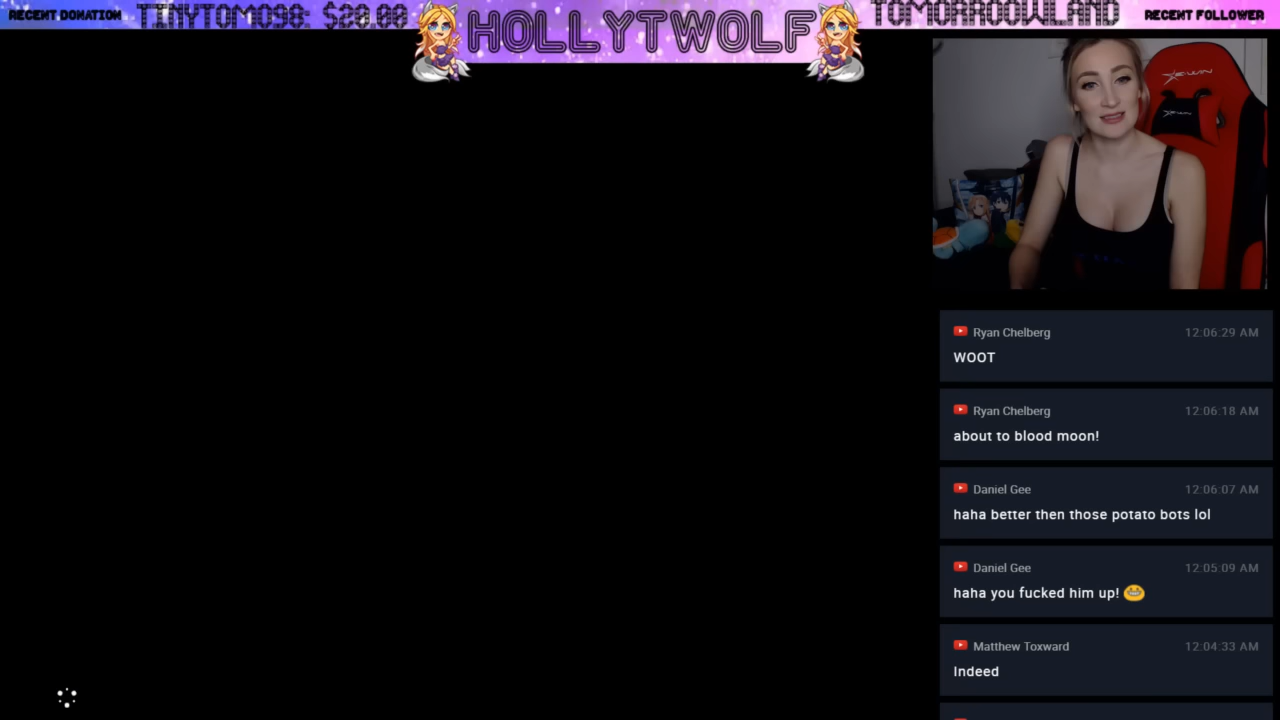 RECENT DONATION
TINYTOM098: $20.00
HOLLYTWOLF
TOMORROOWLAND
RECENT FOLLOWER
Ryan Chelberg
12:06:29 AM
WOOT
Ryan Chelberg
12:06:18 AM
about to blood moon!
Daniel Gee
12:06:07 AM
haha better then those potato bots lol
Daniel Gee
12:05:09 AM
haha you fucked him up!
Matthew Toxward
12:04:33 AM
Indeed